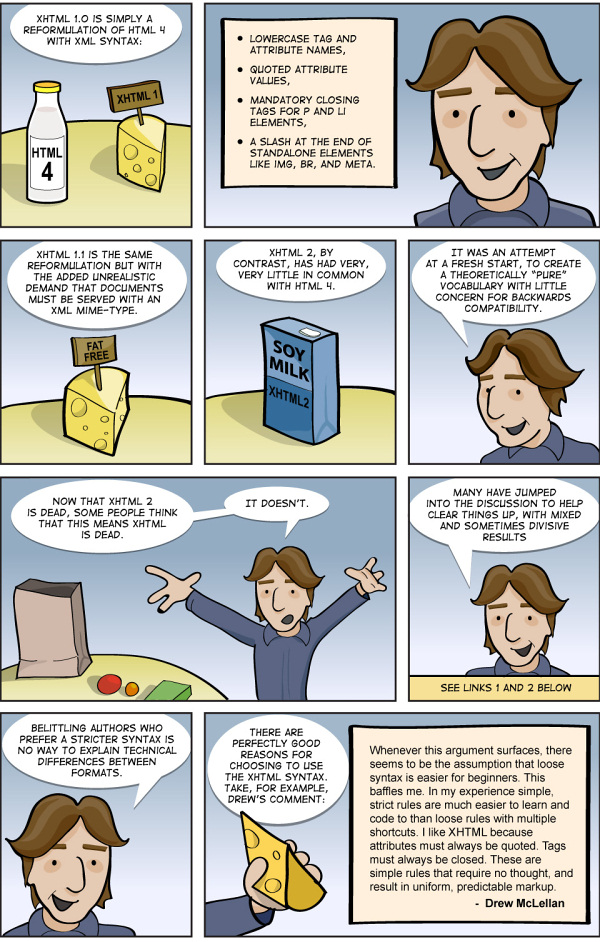 XHTML 1.0 IS SIMPLY A
REFORMULATION OF HTML 4
WITH XML SYNTAX:
HTML
4
XHTML 1
• LOWERCASE TAG AND
ATTRIBUTE NAMES,
• QUOTED ATTRIBUTE
VALUES,
• MANDATORY CLOSING
TAGS FOR P AND LI
ELEMENTS,
• A SLASH AT THE END OF
STANDALONE ELEMENTS
LIKE IMG, BR, AND META.
XHTML 1.1 IS THE SAME
REFORMULATION BUT WITH
THE ADDED UNREALISTIC
DEMAND THAT DOCUMENTS
MUST BE SERVED WITH AN
XML MIME-TYPE.
FAT
FREE
XHTML 2, BY
CONTRAST, HAS HAD VERY,
VERY LITTLE IN COMMON
WITH HTML 4.
SOY
MILK
XHTML2
IT WAS AN ATTEMPT
AT A FRESH START, TO CREATE
A THEORETICALLY "PURE"
VOCABULARY WITH LITTLE
CONCERN FOR BACKWARDS
COMPATIBILITY.
NOW THAT XHTML 2
IS DEAD, SOME PEOPLE THINK
THAT THIS MEANS XHTML
IS DEAD.
IT DOESN'T.
MANY HAVE JUMPED
INTO THE DISCUSSION TO HELP
CLEAR THINGS UP, WITH MIXED
AND SOMETIMES DIVISIVE
RESULTS
SEE LINKS 1 AND 2 BELOW
BELITTLING AUTHORS WHO
PREFER A STRICTER SYNTAX IS
NO WAY TO EXPLAIN TECHNICAL
DIFFERENCES BETWEEN
FORMATS.
THERE ARE
PERFECTLY GOOD
REASONS FOR
CHOOSING TO USE
THE XHTML SYNTAX.
TAKE, FOR EXAMPLE,
DREW'S COMMENT:
Whenever this argument surfaces, there
seems to be the assumption that loose
syntax is easier for beginners. This
baffles me. In my experience simple,
strict rules are much easier to learn and
code to than loose rules with multiple
shortcuts. I like XHTML because
attributes must always be quoted. Tags
must always be closed. These are
simple rules that require no thought, and
result in uniform, predictable markup.
- Drew McLellan